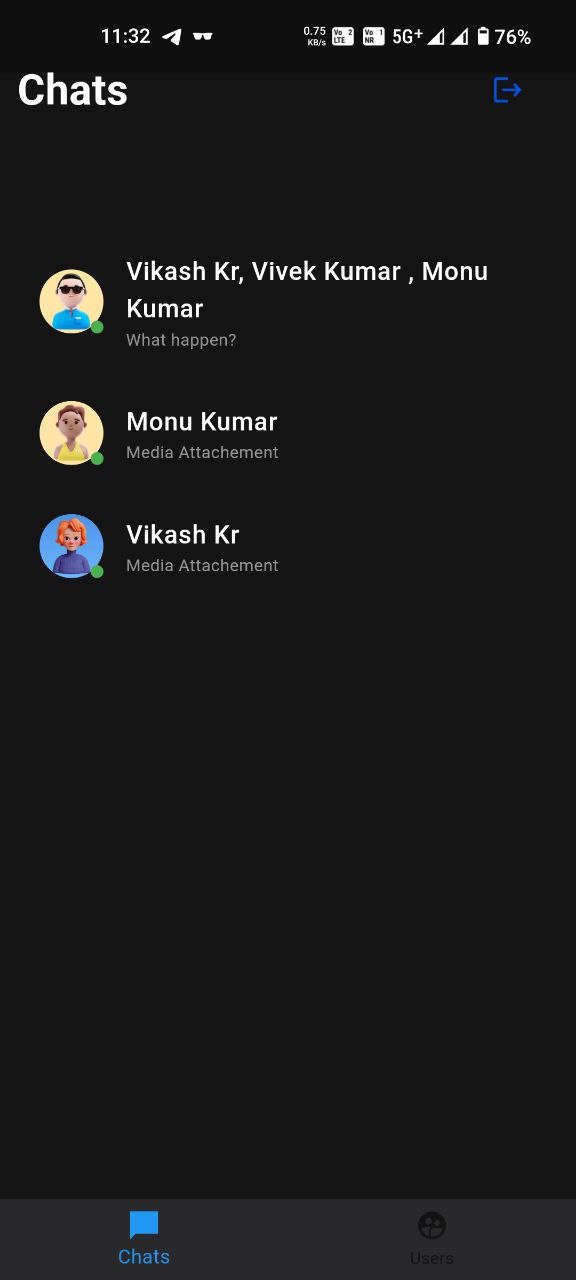 11:32 0.75 KB/s Vo 2 LTE Vo 1 NR 5G+ 76%
Chats
Vikash Kr, Vivek Kumar , Monu
Kumar
What happen?
Monu Kumar
Media Attachement
Vikash Kr
Media Attachement
Chats Users